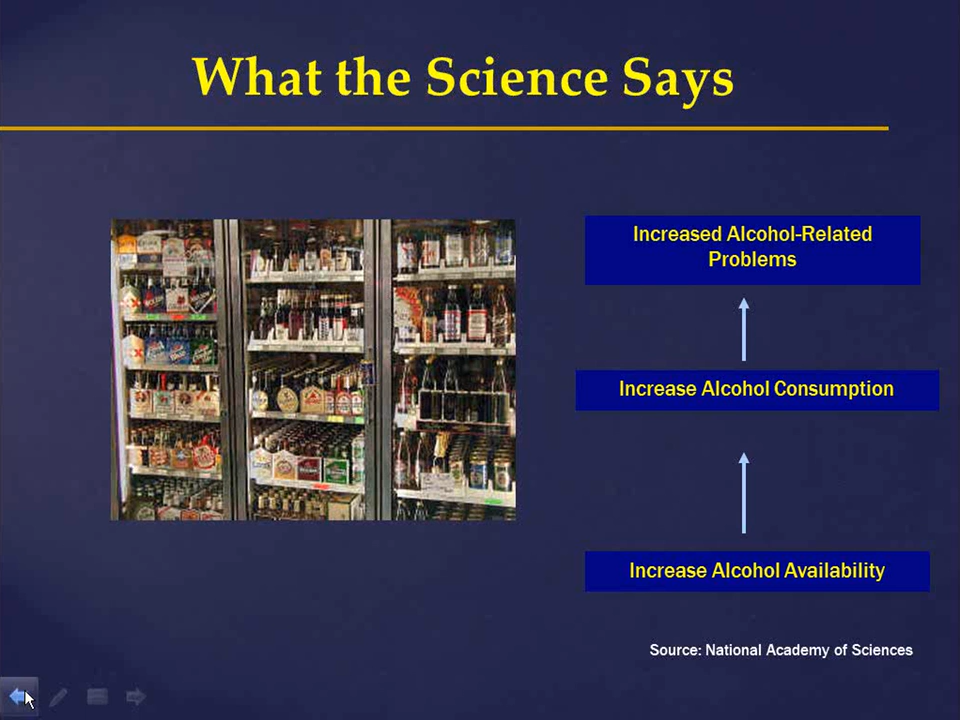 What the Science Says
Increased Alcohol-Related
Problems
Increase Alcohol Consumption
Increase Alcohol Availability
Source: National Academy of Sciences